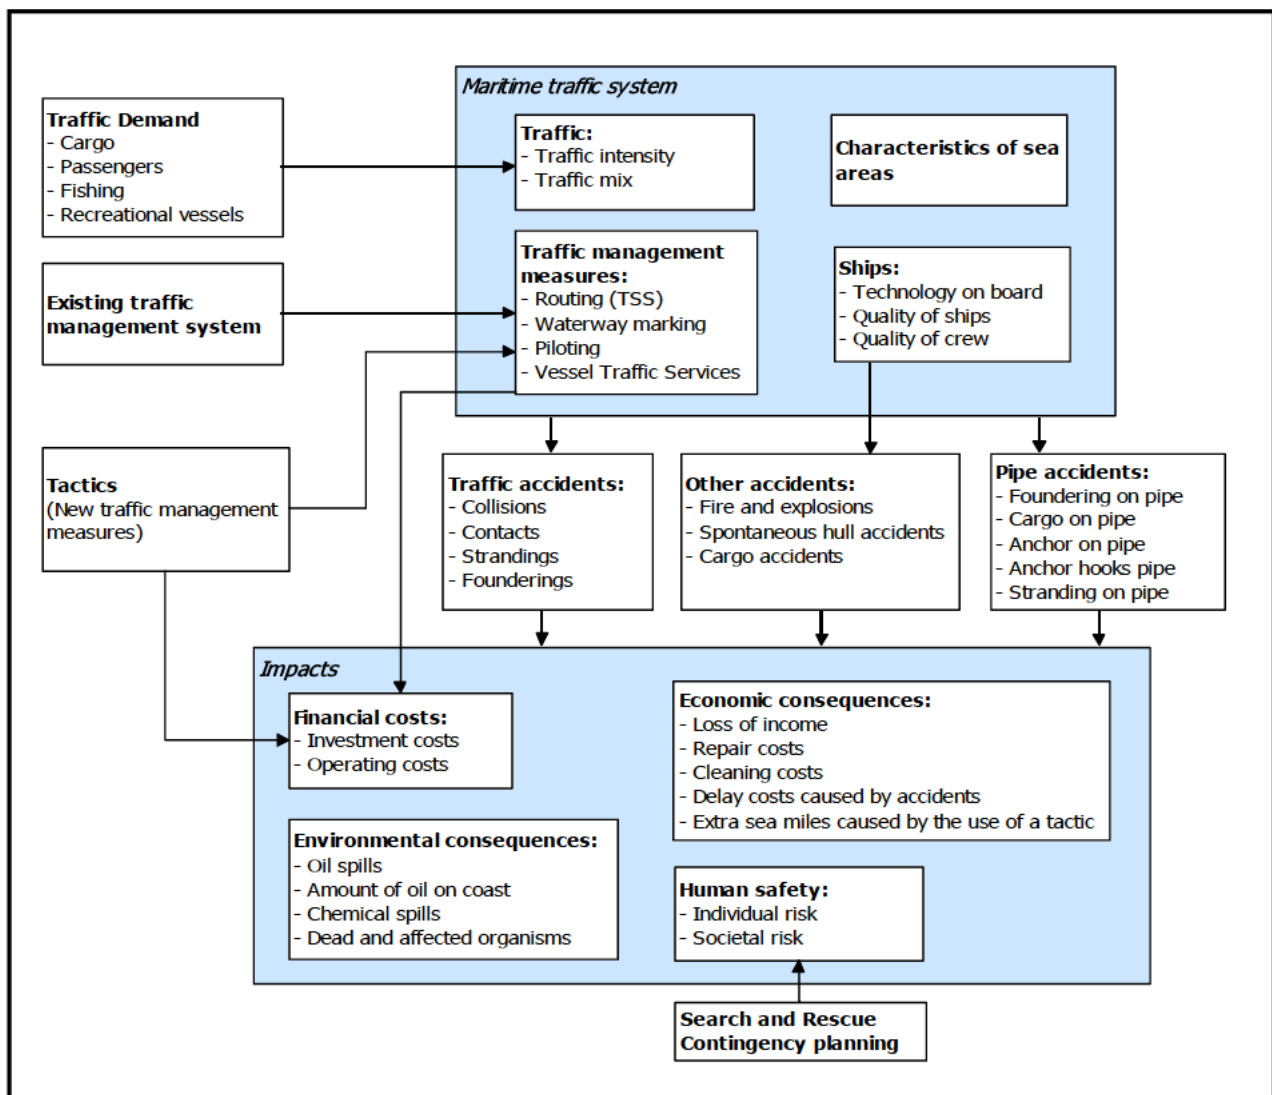 Maritime traffic system
Traffic Demand
- Cargo
- Passengers
- Fishing
- Recreational vessels
Traffic:
- Traffic intensity
- Traffic mix
Characteristics of sea
areas
Existing traffic
management system
Traffic management
measures:
- Routing (TSS)
- Waterway marking
- Piloting
- Vessel Traffic Services
Ships:
- Technology on board
- Quality of ships
- Quality of crew
Tactics
(New traffic management
measures)
Traffic accidents:
- Collisions
- Contacts
- Strandings
- Founderings
Other accidents:
- Fire and explosions
- Spontaneous hull accidents
- Cargo accidents
Pipe accidents:
- Foundering on pipe
- Cargo on pipe
- Anchor on pipe
- Anchor hooks pipe
- Stranding on pipe
Impacts
Financial costs:
- Investment costs
- Operating costs
Economic consequences:
- Loss of income
- Repair costs
- Cleaning costs
- Delay costs caused by accidents
- Extra sea miles caused by the use of a tactic
Environmental consequences:
- Oil spills
- Amount of oil on coast
- Chemical spills
- Dead and affected organisms
Human safety:
- Individual risk
- Societal risk
Search and Rescue
Contingency planning